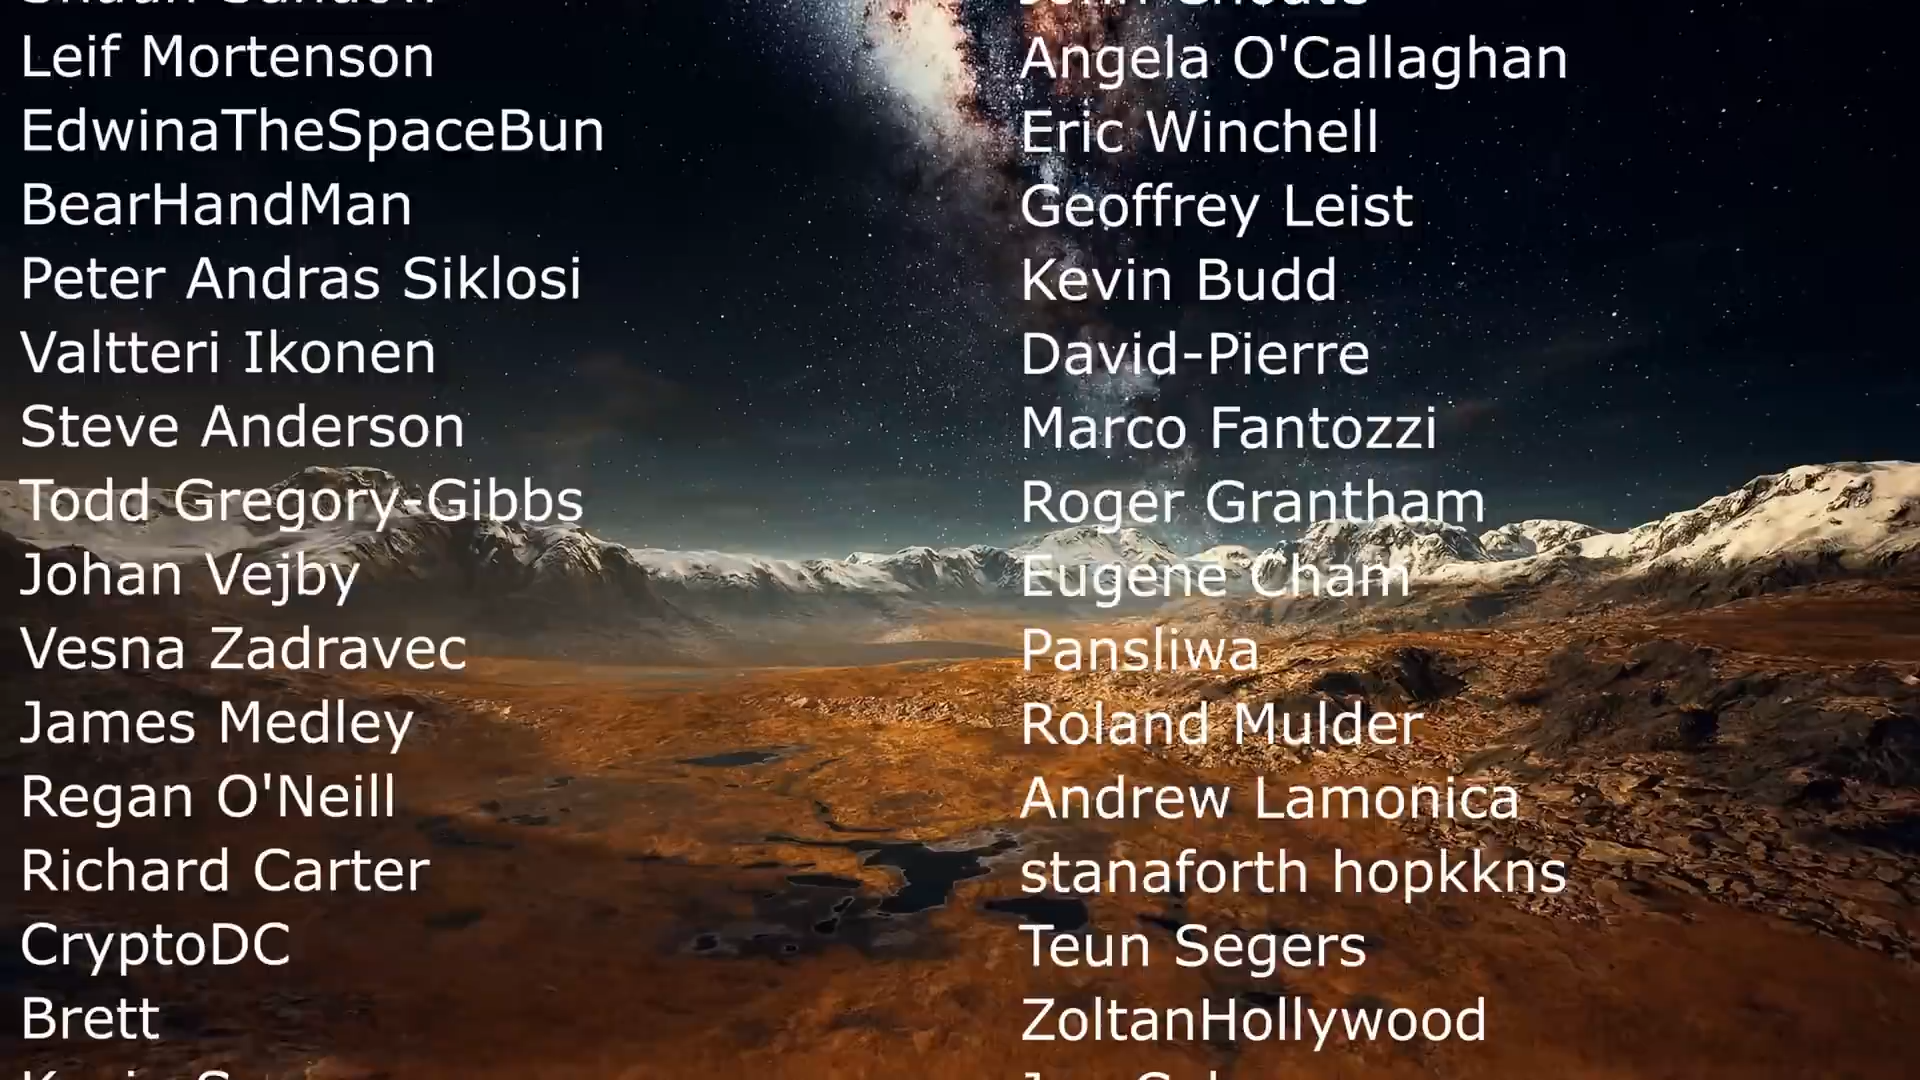 Leif Mortenson
EdwinaTheSpaceBun
BearHandMan
Peter Andras Siklosi
Valtteri Ikonen
Steve Anderson
Todd Gregory-Gibbs
Johan Vejby
Vesna Zadravec
James Medley
Regan O'Neill
Richard Carter
CryptoDC
Brett
Angela O'Callaghan
Eric Winchell
Geoffrey Leist
Kevin Budd
David-Pierre
Marco Fantozzi
Roger Grantham
Eugene Cham
Pansliwa
Roland Mulder
Andrew Lamonica
stanaforth hopkkns
Teun Segers
ZoltanHollywood